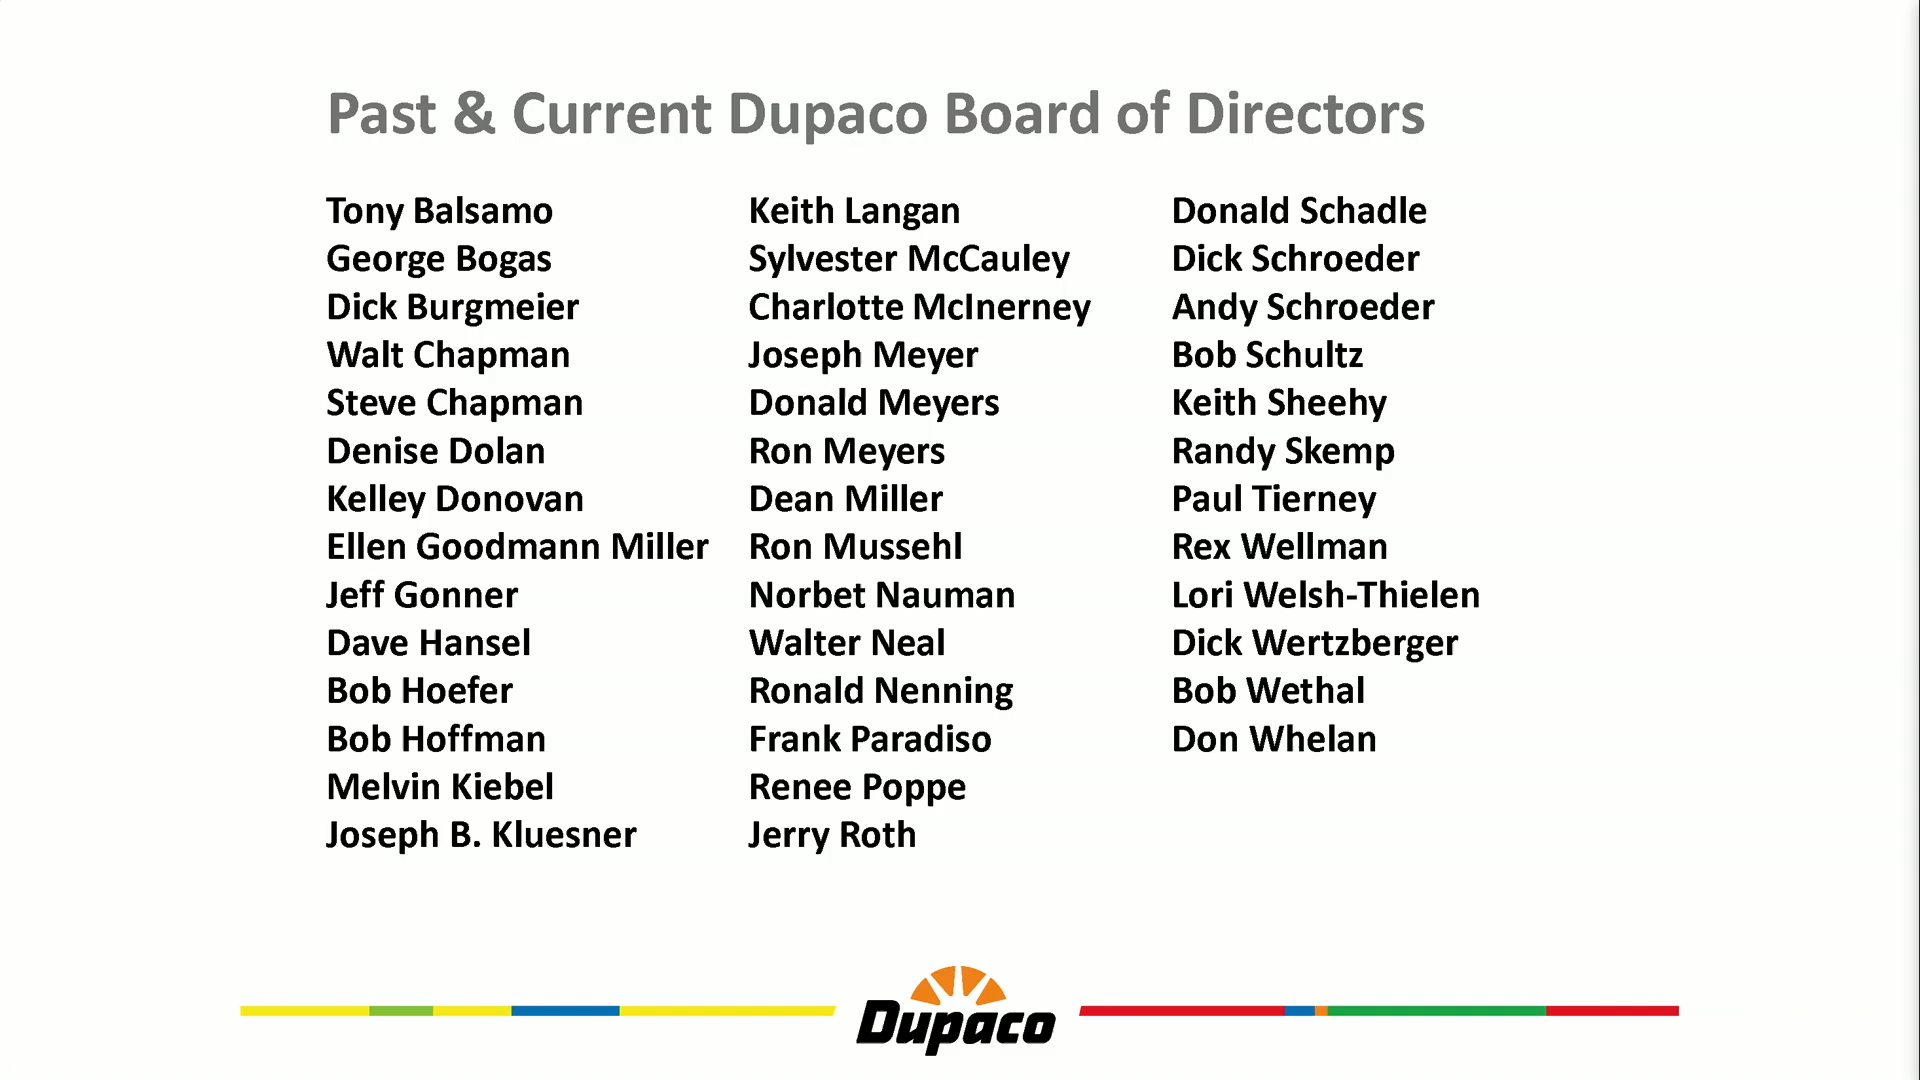 Past & Current Dupaco Board of Directors
Tony Balsamo
George Bogas
Dick Burgmeier
Walt Chapman
Steve Chapman
Denise Dolan
Kelley Donovan
Ellen Goodmann Miller
Jeff Gonner
Dave Hansel
Bob Hoefer
Bob Hoffman
Melvin Kiebel
Joseph B. Kluesner
Keith Langan
Sylvester McCauley
Charlotte McInerney
Joseph Meyer
Donald Meyers
Ron Meyers
Dean Miller
Ron Mussehl
Norbet Nauman
Walter Neal
Ronald Nenning
Frank Paradiso
Renee Poppe
Jerry Roth
Donald Schadle
Dick Schroeder
Andy Schroeder
Bob Schultz
Keith Sheehy
Randy Skemp
Paul Tierney
Rex Wellman
Lori Welsh-Thielen
Dick Wertzberger
Bob Wethal
Don Whelan
Dupaco